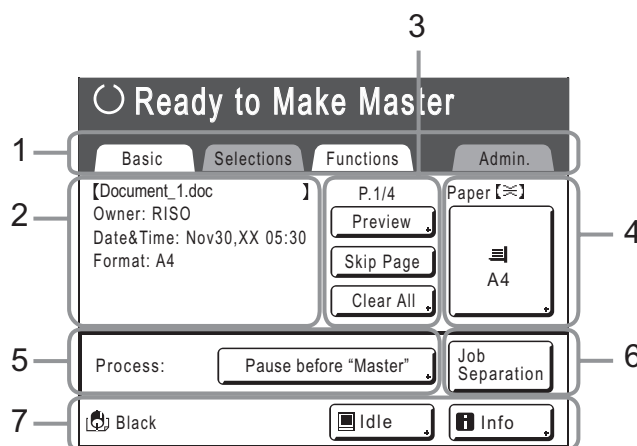 3
Ready to Make Master
1
Basic Selections Functions Admin.
2
【Document_1.doc 】
Owner: RISO
Date&Time: Nov30,XX 05:30
Format: A4
P.1/4
Preview
Skip Page
Clear All
Paper【】
A4
4
5
Process: Pause before “Master”
Job
Separation
6
7
Black Idle Info